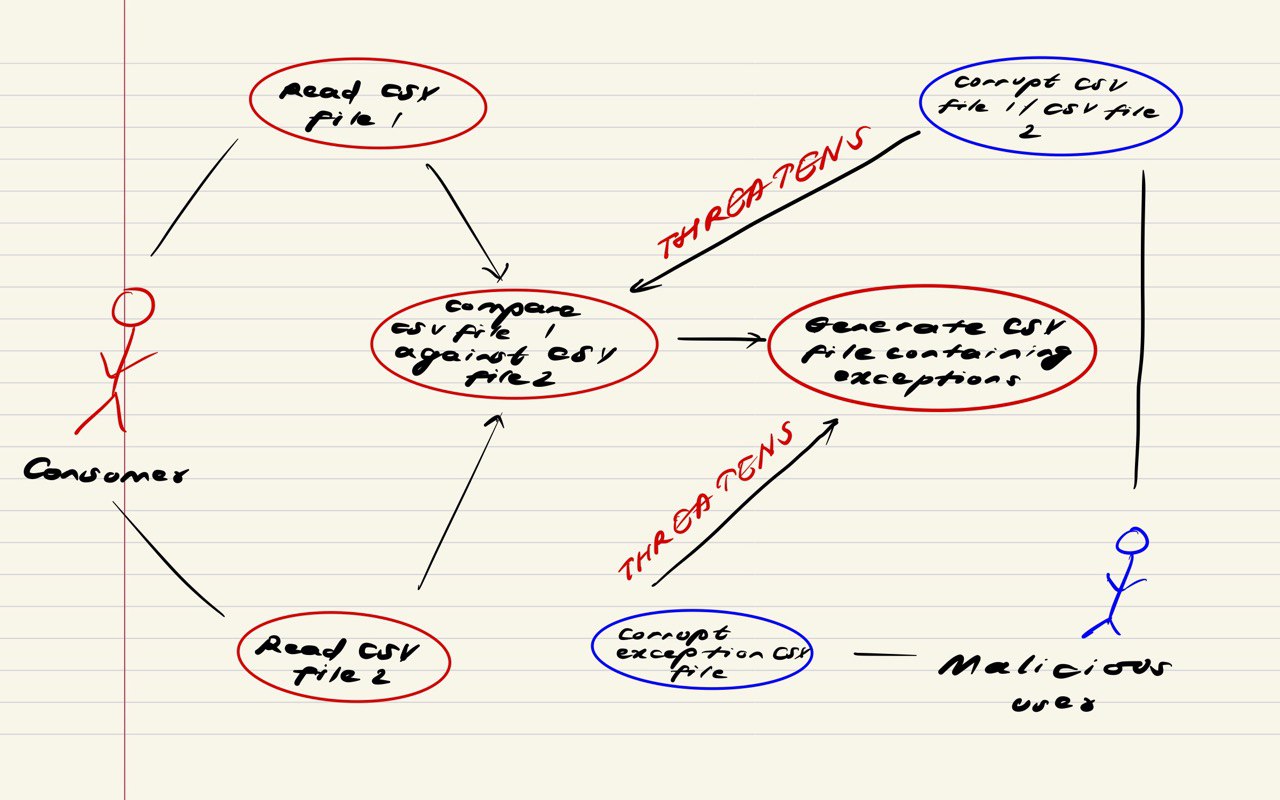 Read CSV
file 1
Corrupt CSV
file 1 / CSV file
2
THREATENS
Compare
CSV file 1
against CSV
file 2
Generate CSV
file containing
exceptions
Consumer
THREATENS
Read CSV
file 2
Corrupt
exception CSV
file
Malicious
user